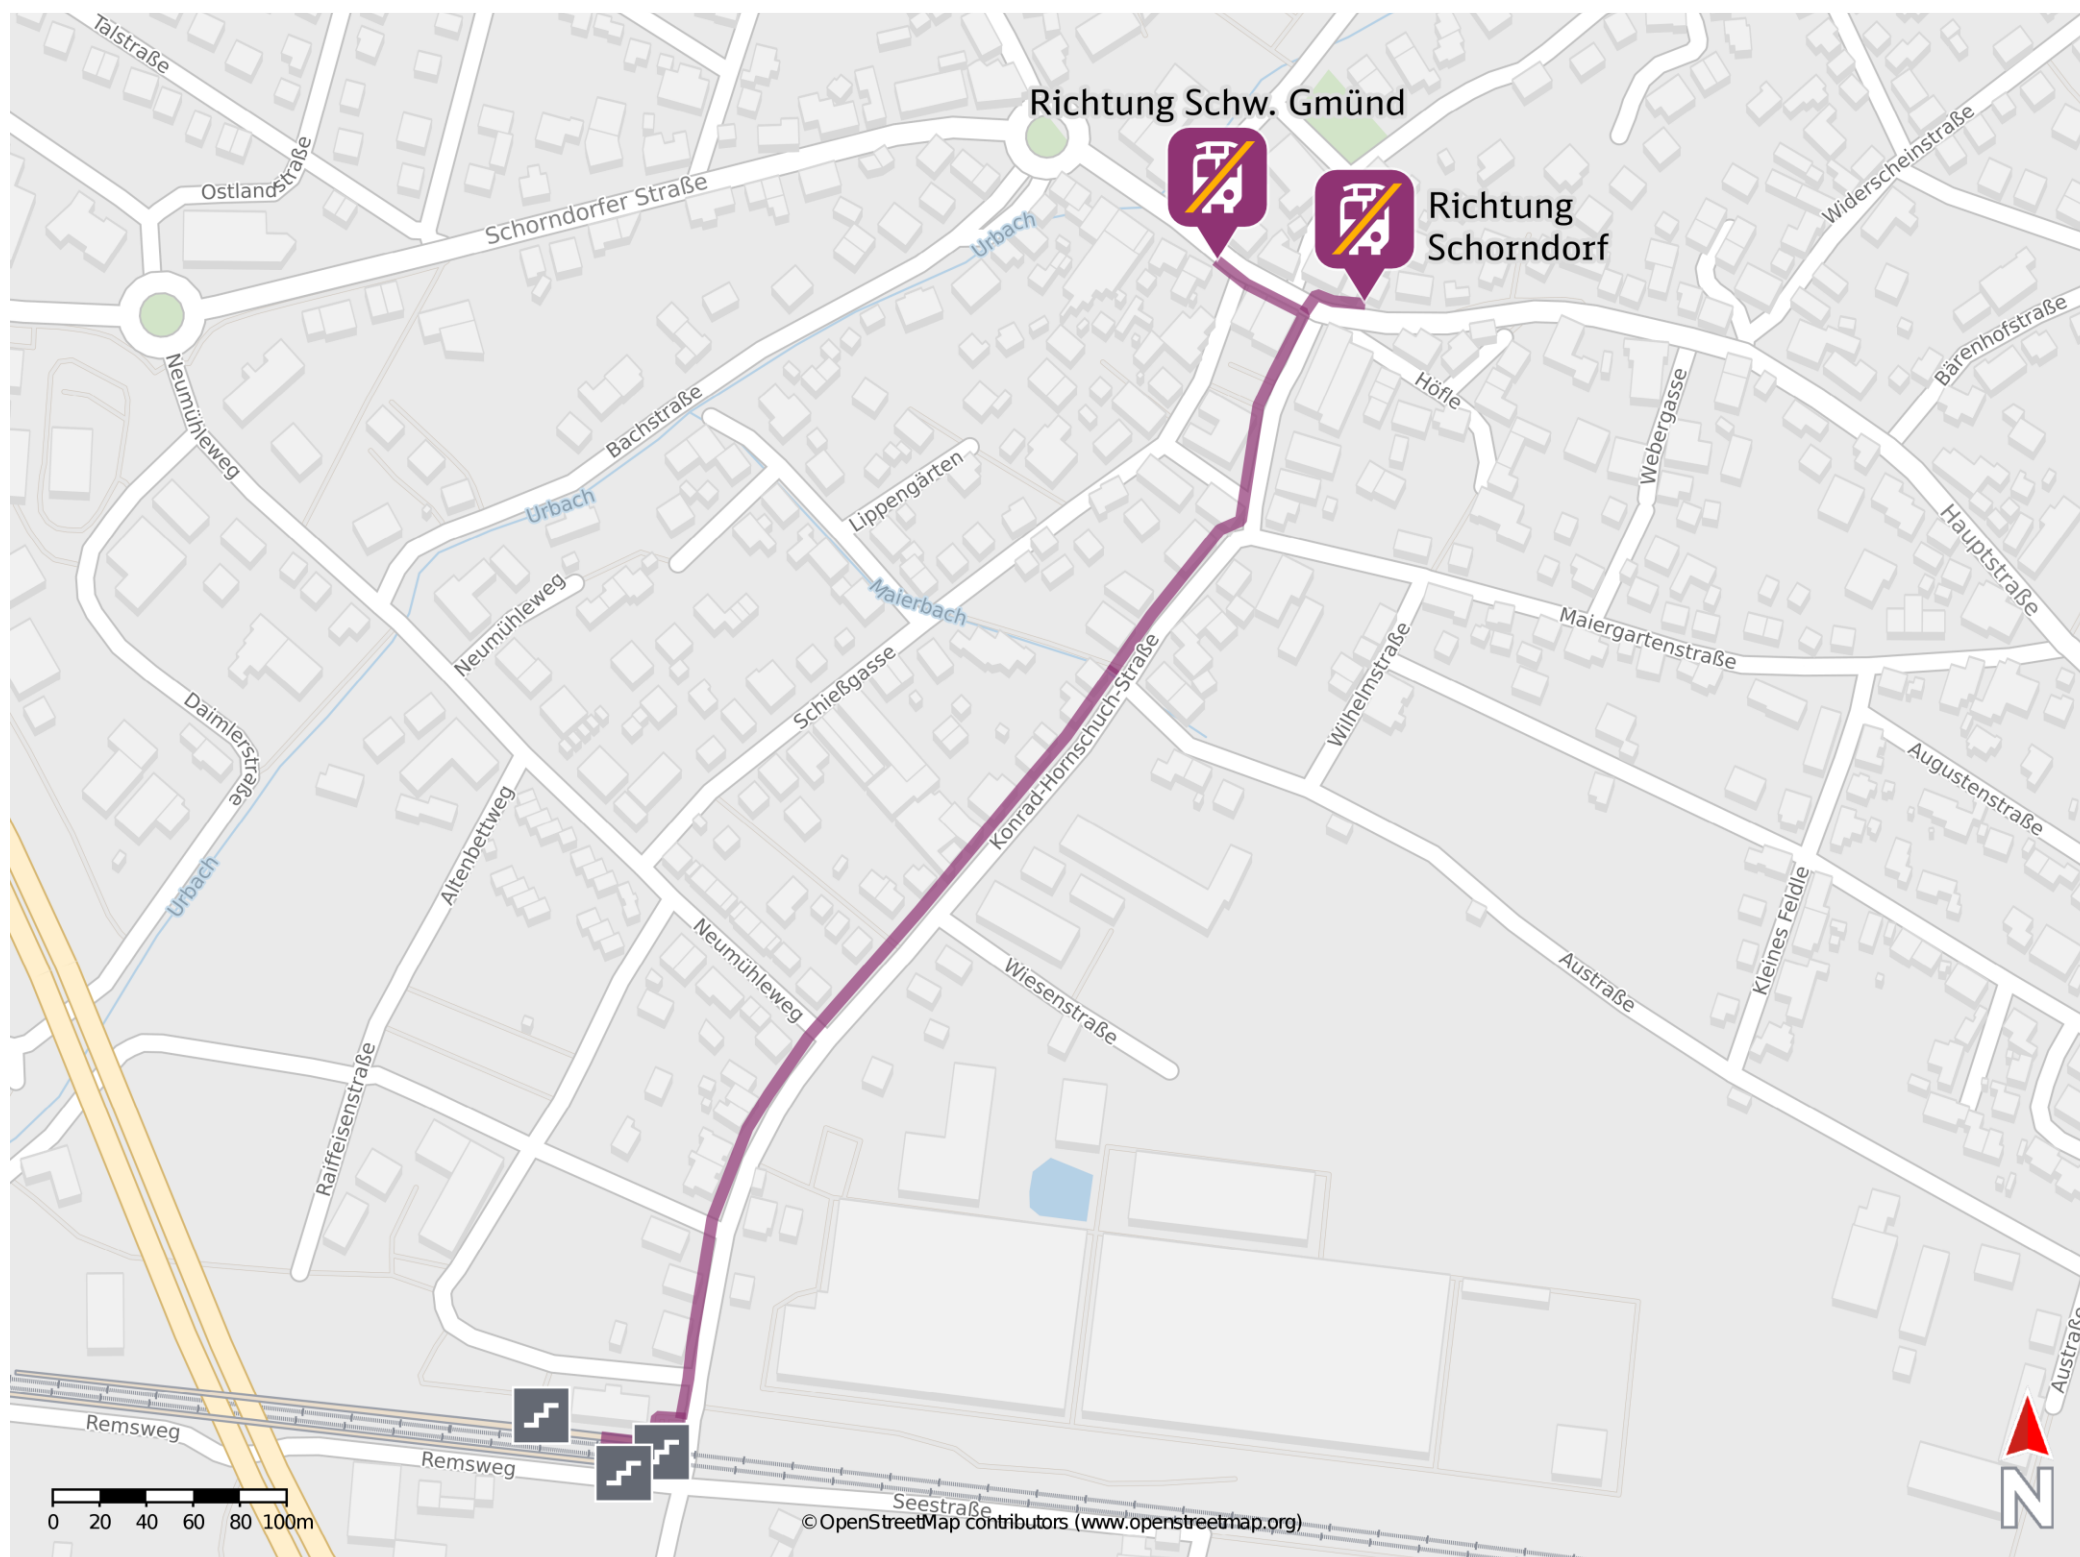 Talstraße
Richtung Schw. Gmünd
Ostlandstraße
Schorndorfer Straße
Widerscheinstraße
Richtung
Schorndorf
Urbach
Bärenhofstraße
Neumühleweg
Bachstraße
Höfle
Webergasse
Lippengärten
Urbach
Hauptstraße
Neumühleweg
Maierbach
Maiergartenstraße
Schießgasse
Wilhelmstraße
Daimlerstraße
Konrad-Hornschuch-Straße
Augustenstraße
Altenbettweg
Urbach
Neumühleweg
Kleines Feldle
Wiesenstraße
Austraße
Raiffeisenstraße
Austraße
Remsweg
Remsweg
Seestraße
N
0 20 40 60 80 100m
© OpenStreetMap contributors (www.openstreetmap.org)